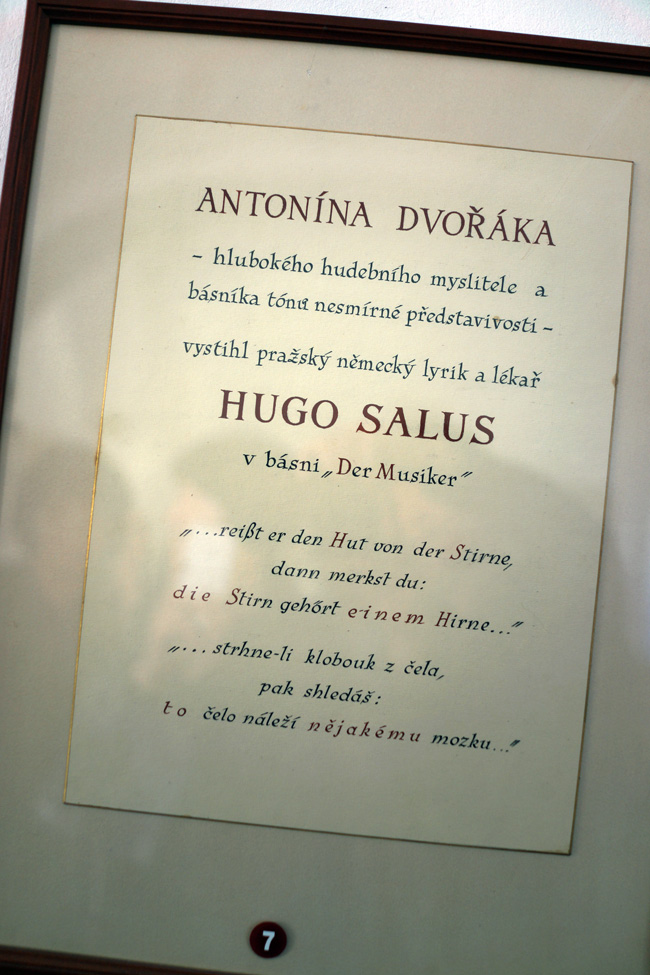 ANTONÍNA DVOŘÁKA
– hlubokého hudebního myslitele a
básníka tónů nesmírné představivosti –
vystihl pražský německý lyrik a lékař
HUGO SALUS
v básni „Der Musiker“
„...reißt er den Hut von der Stirne,
dann merkst du:
die Stirn gehőrt einem Hirne...“
„... strhne-li klobouk z čela,
pak shledáš:
to čelo náleží nějakému mozku...“
7